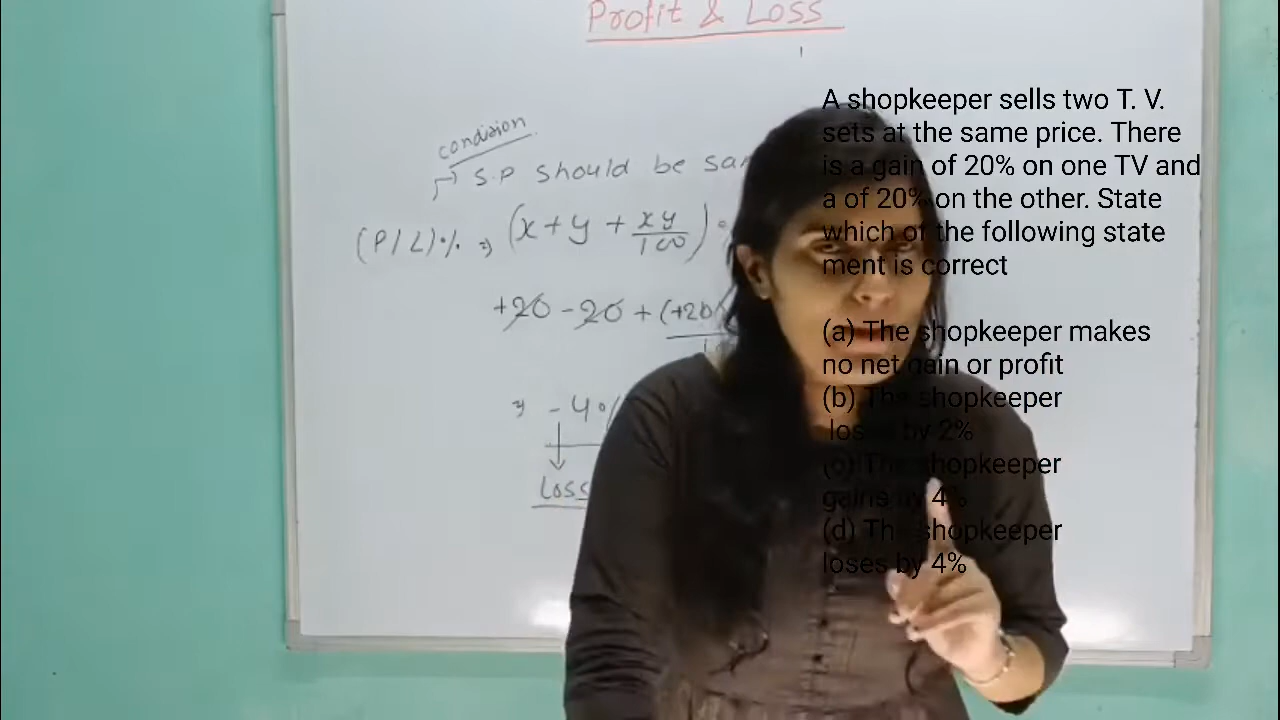 Profit & Loss
condision
S.P should be
(P/L)% ⇒ (x+y+xy/100)
+20 -20 + (+20
⇒ -4%
Loss
A shopkeeper sells two T. V.
sets at the same price. There
is a gain of 20% on one TV and
a of 20% on the other. State
which of the following state
ment is correct
(a) The shopkeeper makes
no net gain or profit
(b) The shopkeeper
loses by 2%
(c) The shopkeeper
gains by 4%
(d) The shopkeeper
loses by 4%